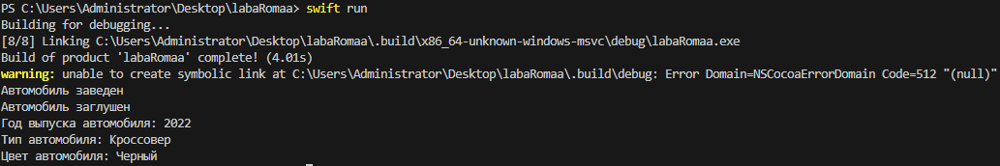 PS C:\Users\Administrator\Desktop\labaRomaa> swift run
Building for debugging...
[8/8] Linking C:\Users\Administrator\Desktop\labaRomaa\.build\x86_64-unknown-windows-msvc\debug\labaRomaa.exe
Build of product 'labaRomaa' complete! (4.01s)
warning: unable to create symbolic link at C:\Users\Administrator\Desktop\labaRomaa\.build\debug: Error Domain=NSCocoaErrorDomain Code=512 "(null)"
Автомобиль заведен
Автомобиль заглушен
Год выпуска автомобиля: 2022
Тип автомобиля: Кроссовер
Цвет автомобиля: Черный